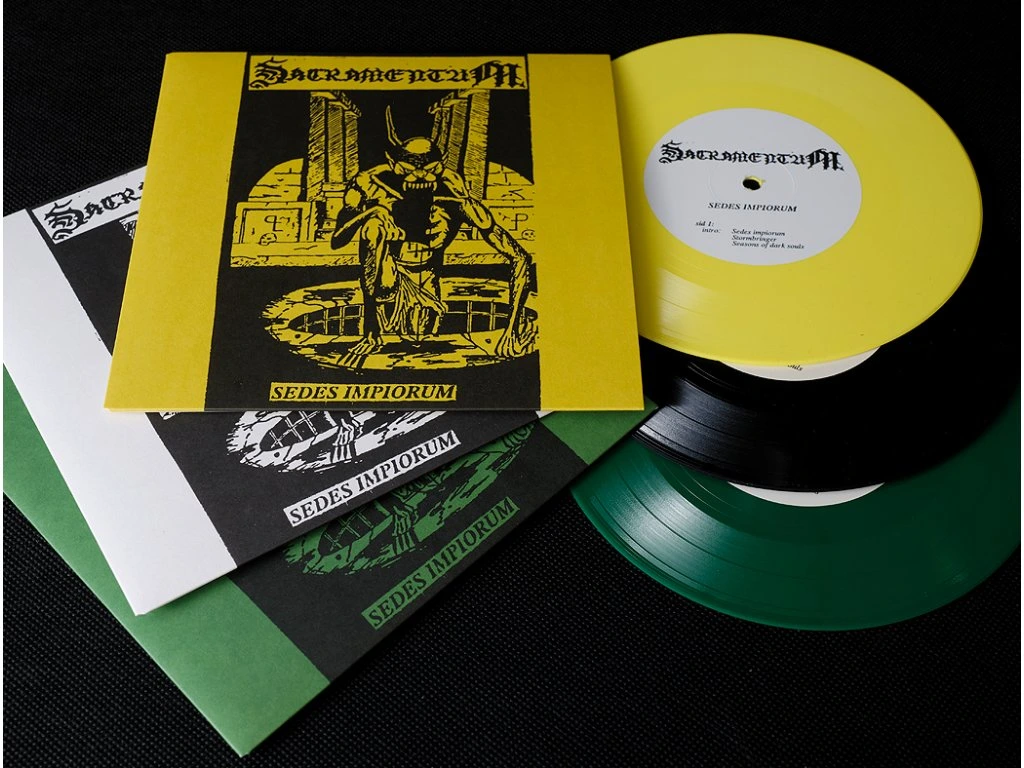 SACRAMENTUM
SEDES IMPIORUM
SACR
SEDES IMPIORUM
SEDES IMPIORUM
SACRAMENTUM
SEDES IMPIORUM
sid 1:
intro: Sedes impiorum
Stormbringer
Seasons of dark souls